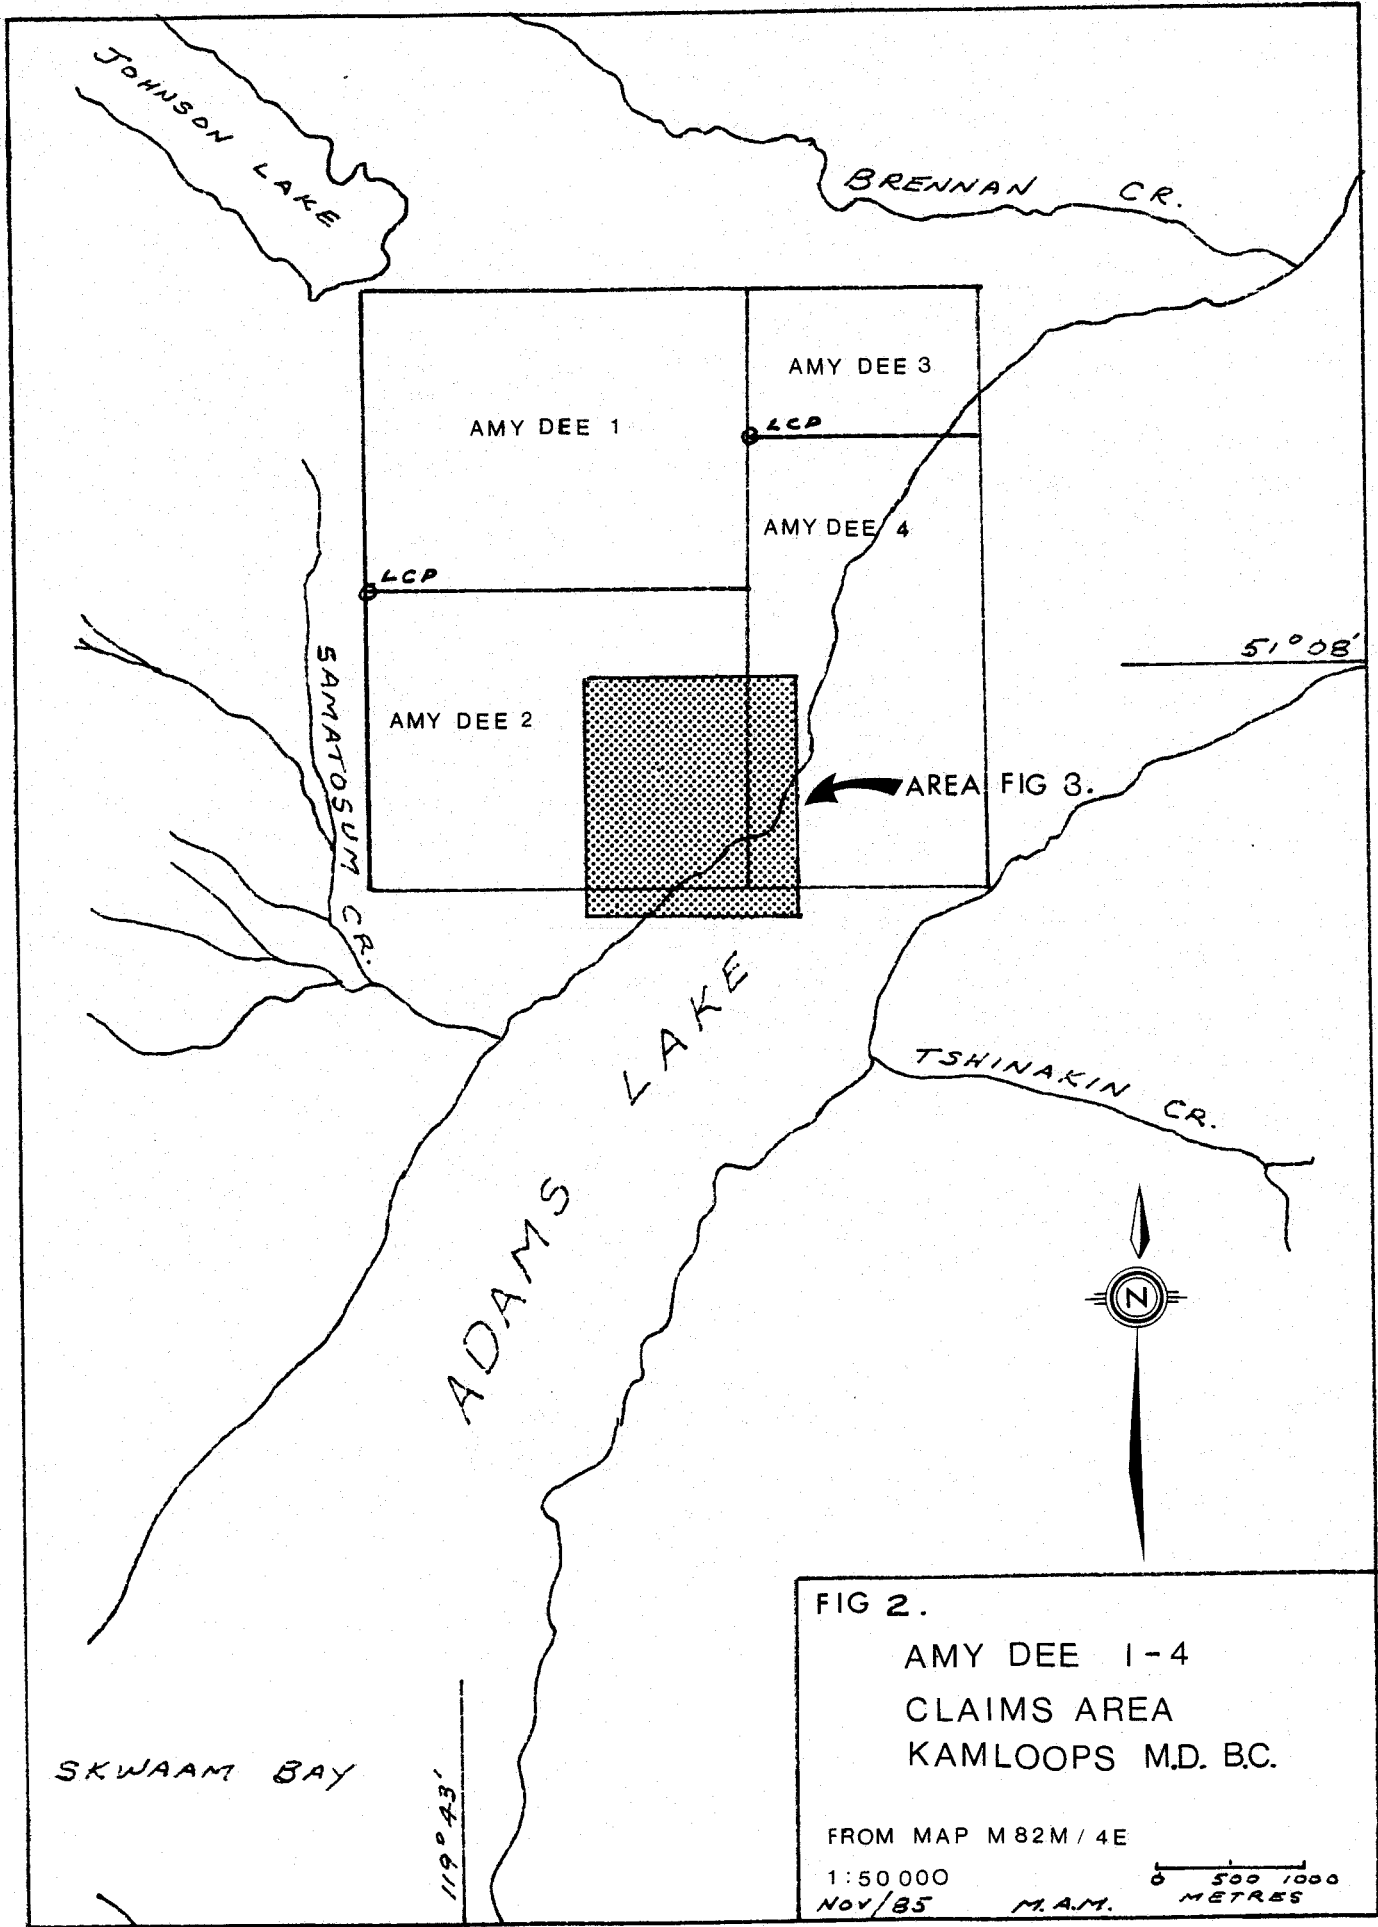 JOHNSON LAKE
BRENNAN CR.
AMY DEE 3
LCP
AMY DEE 1
AMY DEE 4
LCP
SAMATOSUM CR.
51° 08'
AMY DEE 2
AREA FIG 3.
ADAMS LAKE
TSHINAKIN CR.
N
FIG 2.
AMY DEE 1-4
CLAIMS AREA
KAMLOOPS M.D. B.C.
SKWAAM BAY
119° 43'
FROM MAP M 82M / 4E
1:50 000
0 500 1000
METRES
NOV/85 M.A.M.